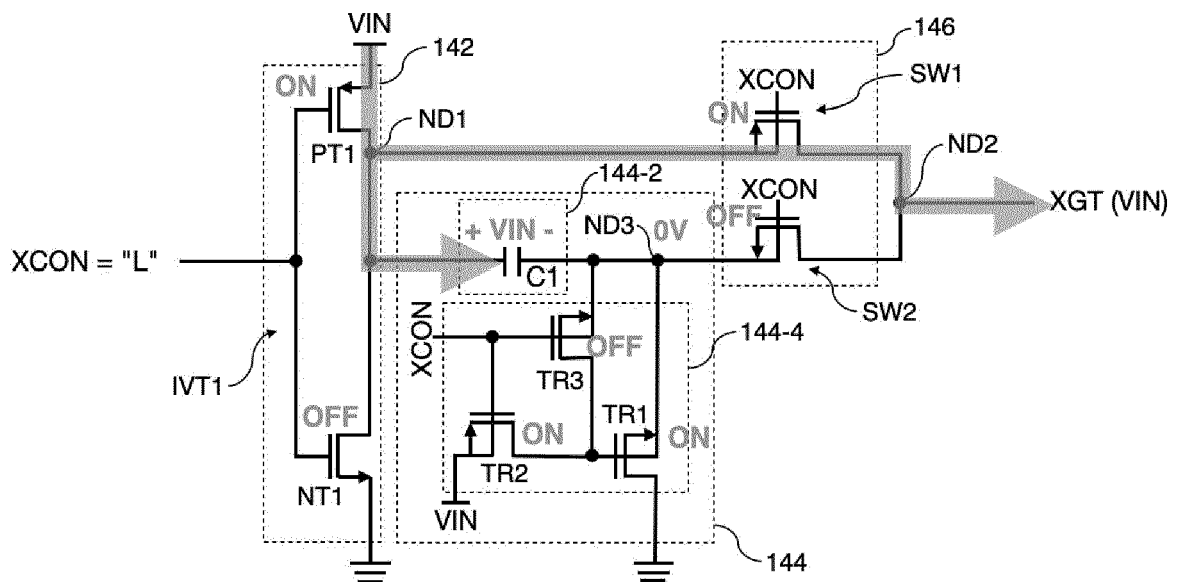 VIN
142
146
ON
XCON
SW1
ND1
ON
PT1
ND2
144-2
XCON
XGT (VIN)
+ VIN -
ND3
0V
OFF
XCON = "L"
C1
SW2
XCON
144-4
OFF
TR3
IVT1
OFF
TR1
ON
ON
TR2
NT1
VIN
144